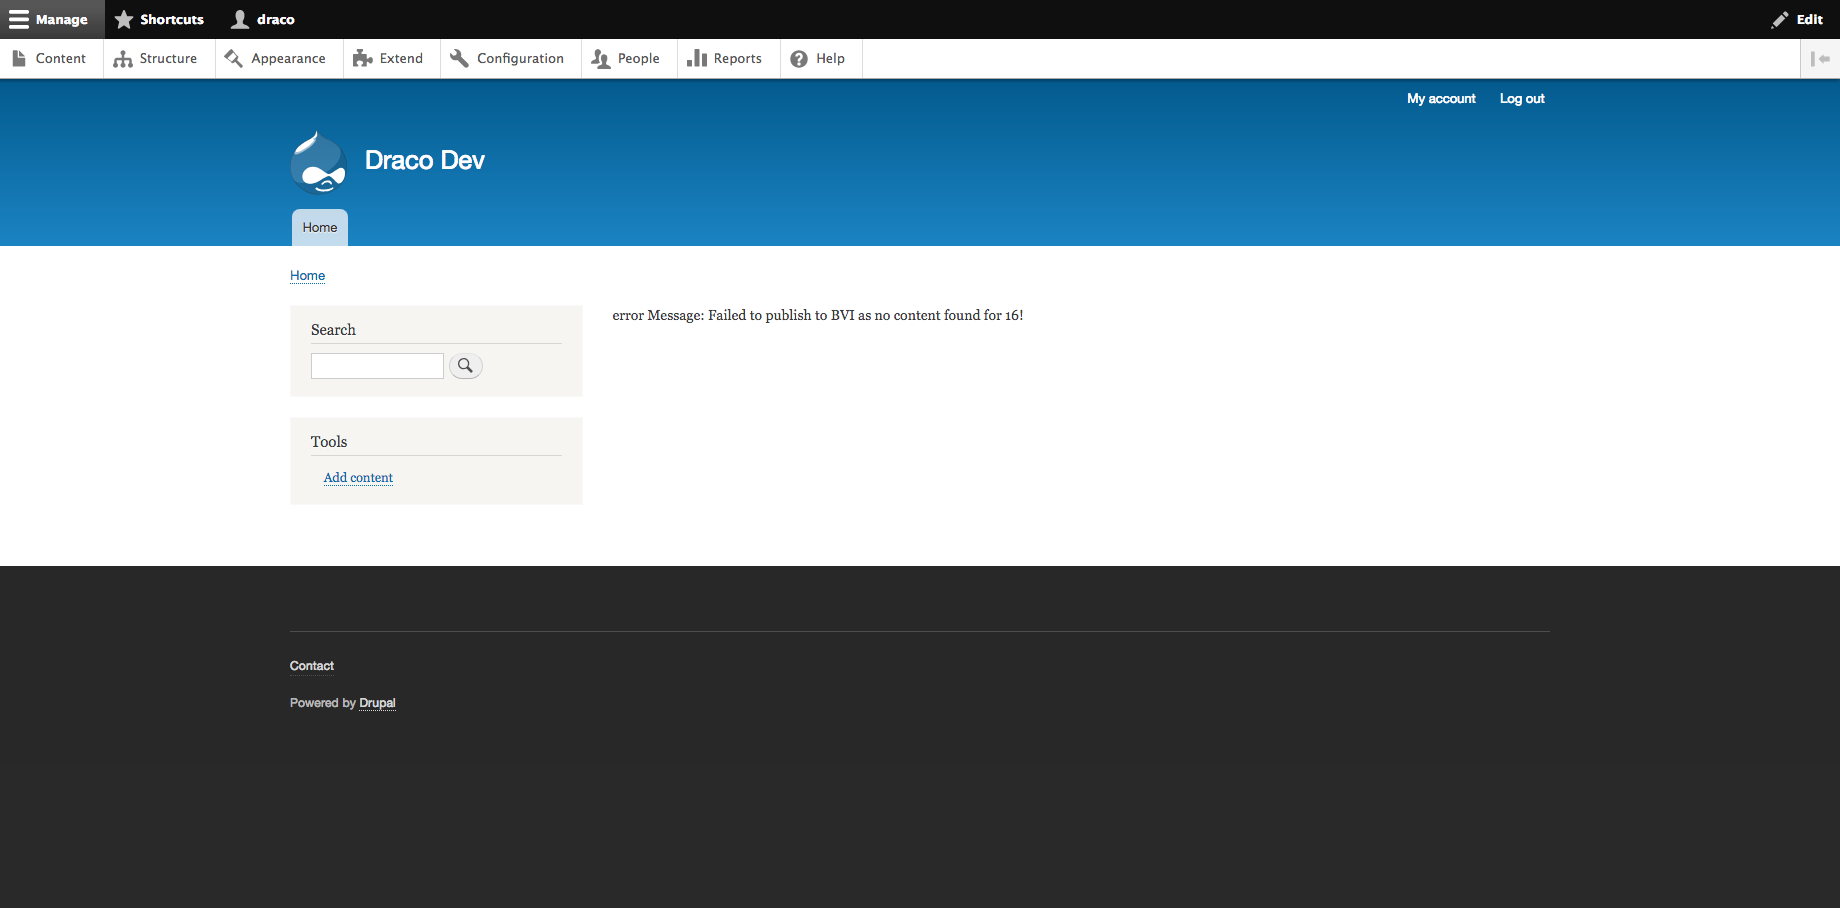 Manage Shortcuts draco Edit
Content Structure Appearance Extend Configuration People Reports Help
My account Log out
Draco Dev
Home
Home
Search
error Message: Failed to publish to BVI as no content found for 16!
Tools
Add content
Contact
Powered by Drupal